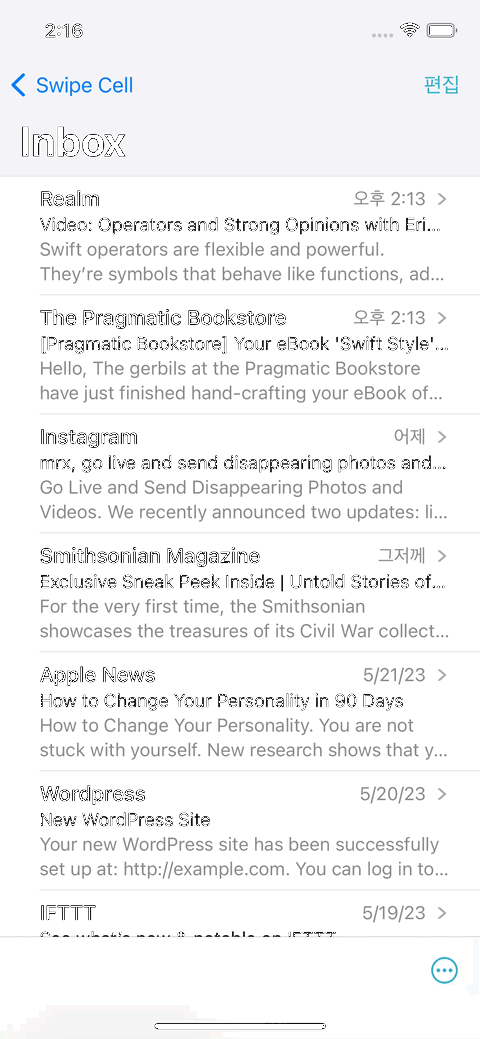 2:16
Swipe Cell
편집
Inbox
Realm 오후 2:13
Video: Operators and Strong Opinions with Eri...
Swift operators are flexible and powerful.
They’re symbols that behave like functions, ad...
The Pragmatic Bookstore 오후 2:13
[Pragmatic Bookstore] Your eBook 'Swift Style'...
Hello, The gerbils at the Pragmatic Bookstore
have just finished hand-crafting your eBook of...
Instagram 어제
mrx, go live and send disappearing photos and...
Go Live and Send Disappearing Photos and
Videos. We recently announced two updates: li...
Smithsonian Magazine 그저께
Exclusive Sneak Peek Inside | Untold Stories of...
For the very first time, the Smithsonian
showcases the treasures of its Civil War collect...
Apple News 5/21/23
How to Change Your Personality in 90 Days
How to Change Your Personality. You are not
stuck with yourself. New research shows that y...
Wordpress 5/20/23
New WordPress Site
Your new WordPress site has been successfully
set up at: http://example.com. You can log in to...
IFTTT 5/19/23
See what's new & notable on IFTTT